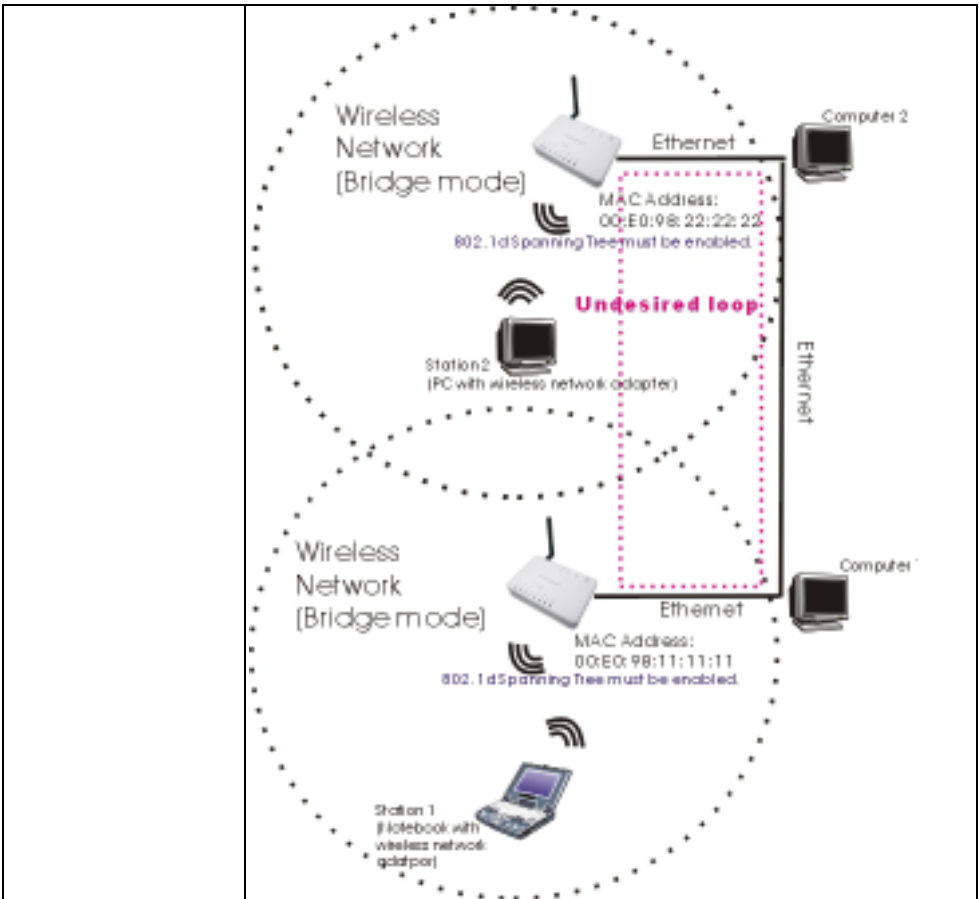 Wireless
Network
(Bridge mode)
Ethernet
Computer 2
MAC Address:
00:E0:98:22:22:22
802.1d Spanning Tree must be enabled.
Undesired loop
Station 2
(PC with wireless network adapter)
Ethernet
Wireless
Network
(Bridge mode)
Ethernet
Computer
MAC Address:
00:E0:98:11:11:11
802.1d Spanning Tree must be enabled.
Station 1
(Notebook with
wireless network
adatper)